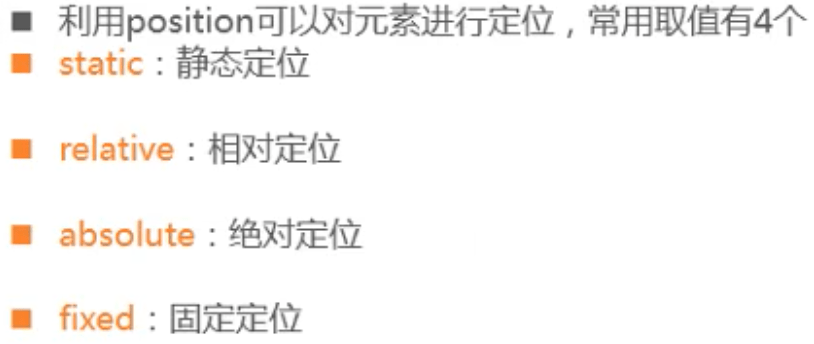 利用position可以对元素进行定位，常用取值有4个
static：静态定位
relative：相对定位
absolute：绝对定位
fixed：固定定位